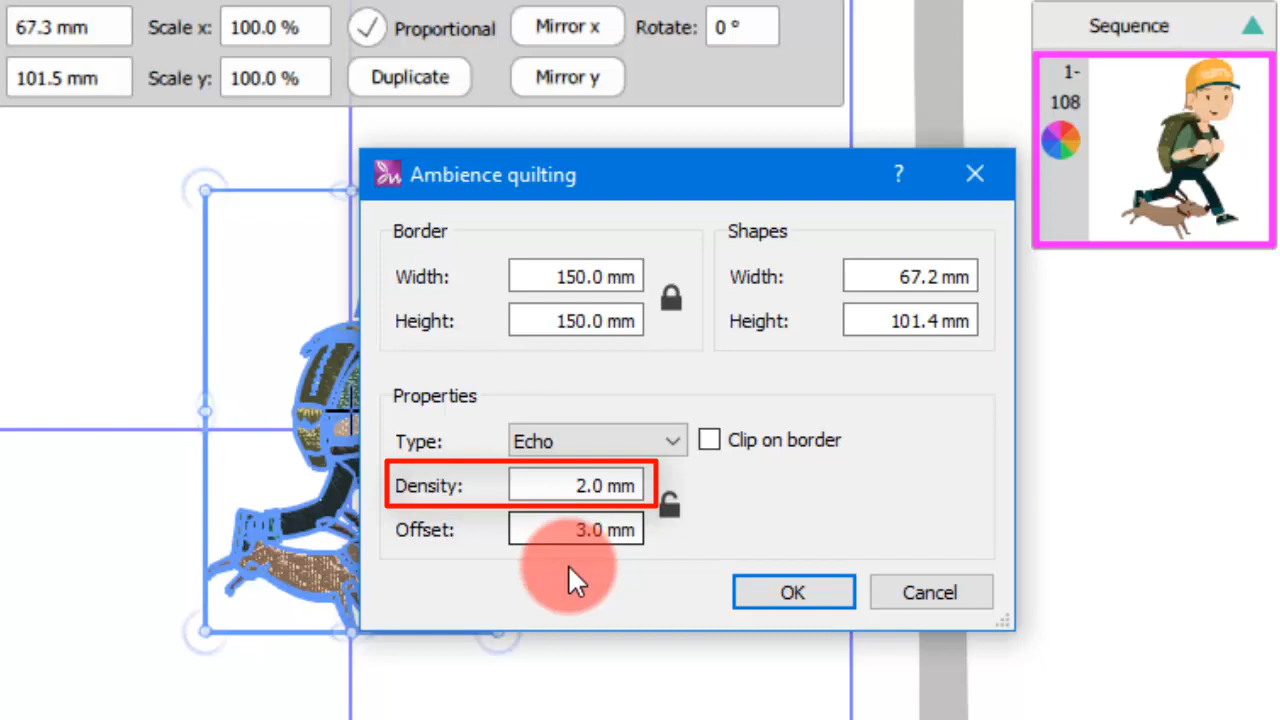 67.3 mm Scale x: 100.0 % Proportional Mirror x Rotate: 0 °
101.5 mm Scale y: 100.0 % Duplicate Mirror y
Sequence
1-
108
Ambience quilting ?
Border
Width: 150.0 mm
Height: 150.0 mm
Shapes
Width: 67.2 mm
Height: 101.4 mm
Properties
Type: Echo Clip on border
Density: 2.0 mm
Offset: 3.0 mm
OK Cancel